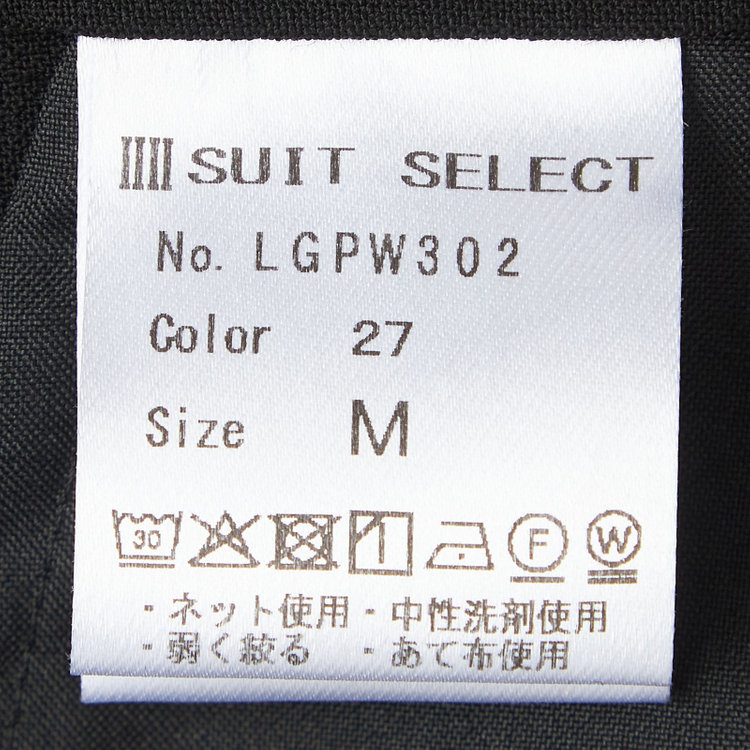 SUIT SELECT
No. LGPW302
Color 27
Size M
30 F W
・ネット使用・中性洗剤使用
・弱く絞る ・あて布使用